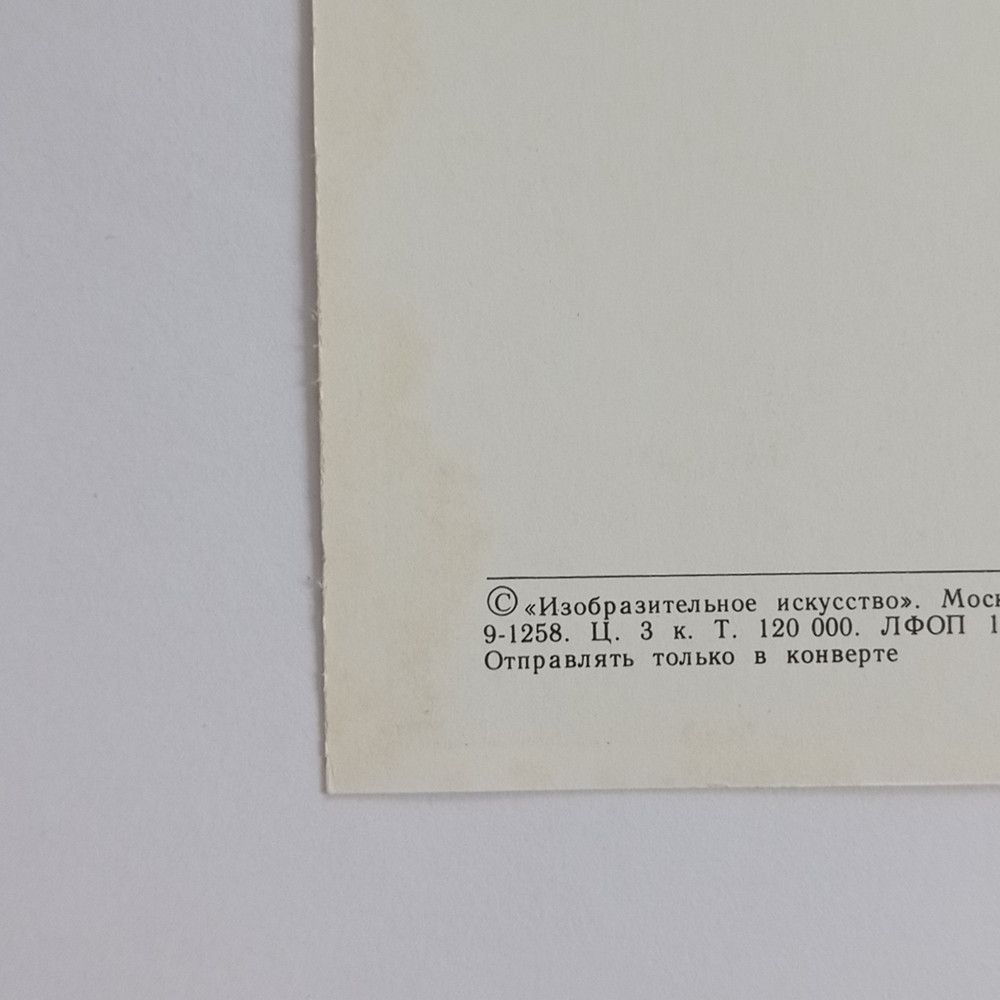 © «Изобразительное искусство». Моск
9-1258. Ц. 3 к. Т. 120 000. ЛФОП 1
Отправлять только в конверте